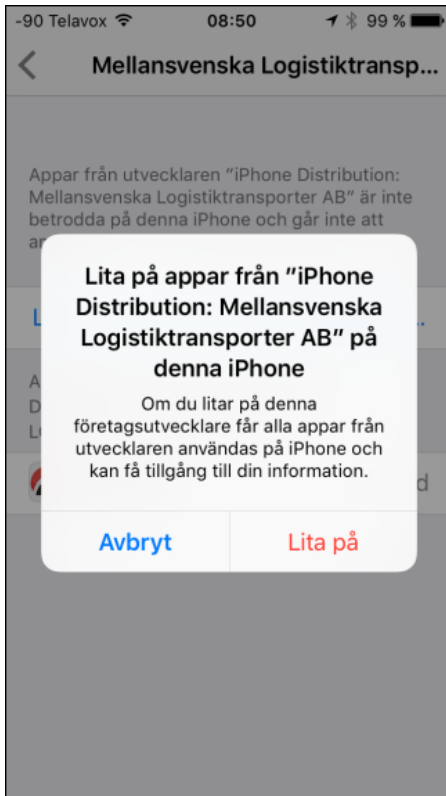 -90 Telavox 08:50 99 %
Mellansvenska Logistiktransp...
Appar från utvecklaren ”iPhone Distribution:
Mellansvenska Logistiktransporter AB” är inte
betrodda på denna iPhone och går inte att
Lita på appar från ”iPhone
Distribution: Mellansvenska
Logistiktransporter AB” på
denna iPhone
Om du litar på denna
företagsutvecklare får alla appar från
utvecklaren användas på iPhone och
kan få tillgång till din information.
Avbryt Lita på